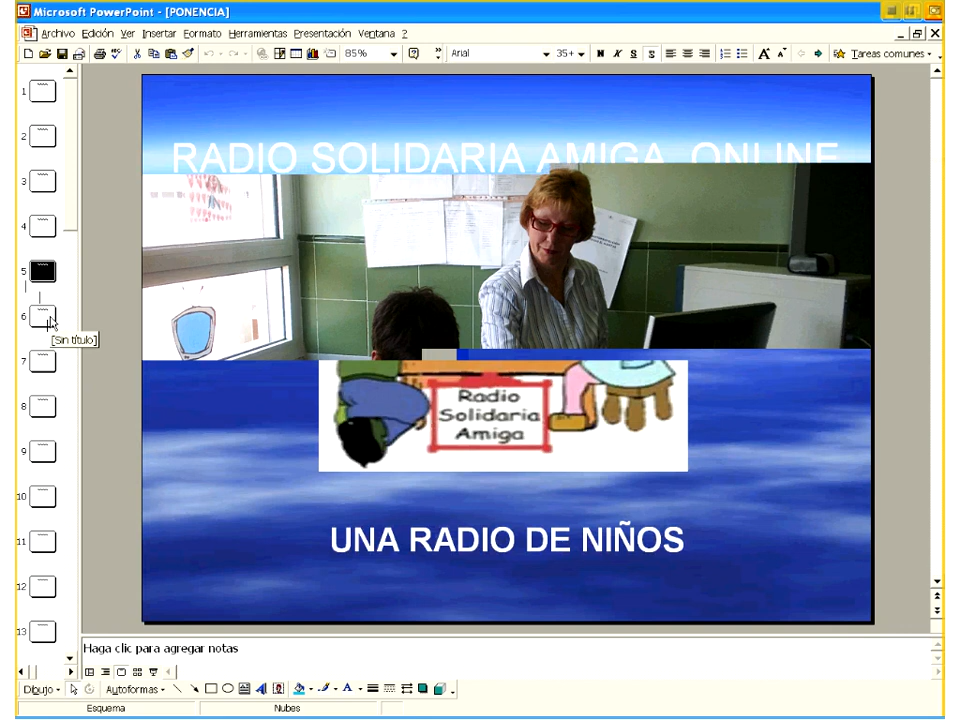 Microsoft PowerPoint - [PONENCIA]
Archivo Edición Ver Insertar Formato Herramientas Presentación Ventana ?
85% Arial 35+ N K S S Tareas comunes
1
2
3
4
5
6
[Sin título]
7
8
9
10
11
12
13
RADIO SOLIDARIA AMIGA ONLINE
Radio
Solidaria
Amiga
UNA RADIO DE NIÑOS
Haga clic para agregar notas
Dibujo Autoformas
Esquema Nubes